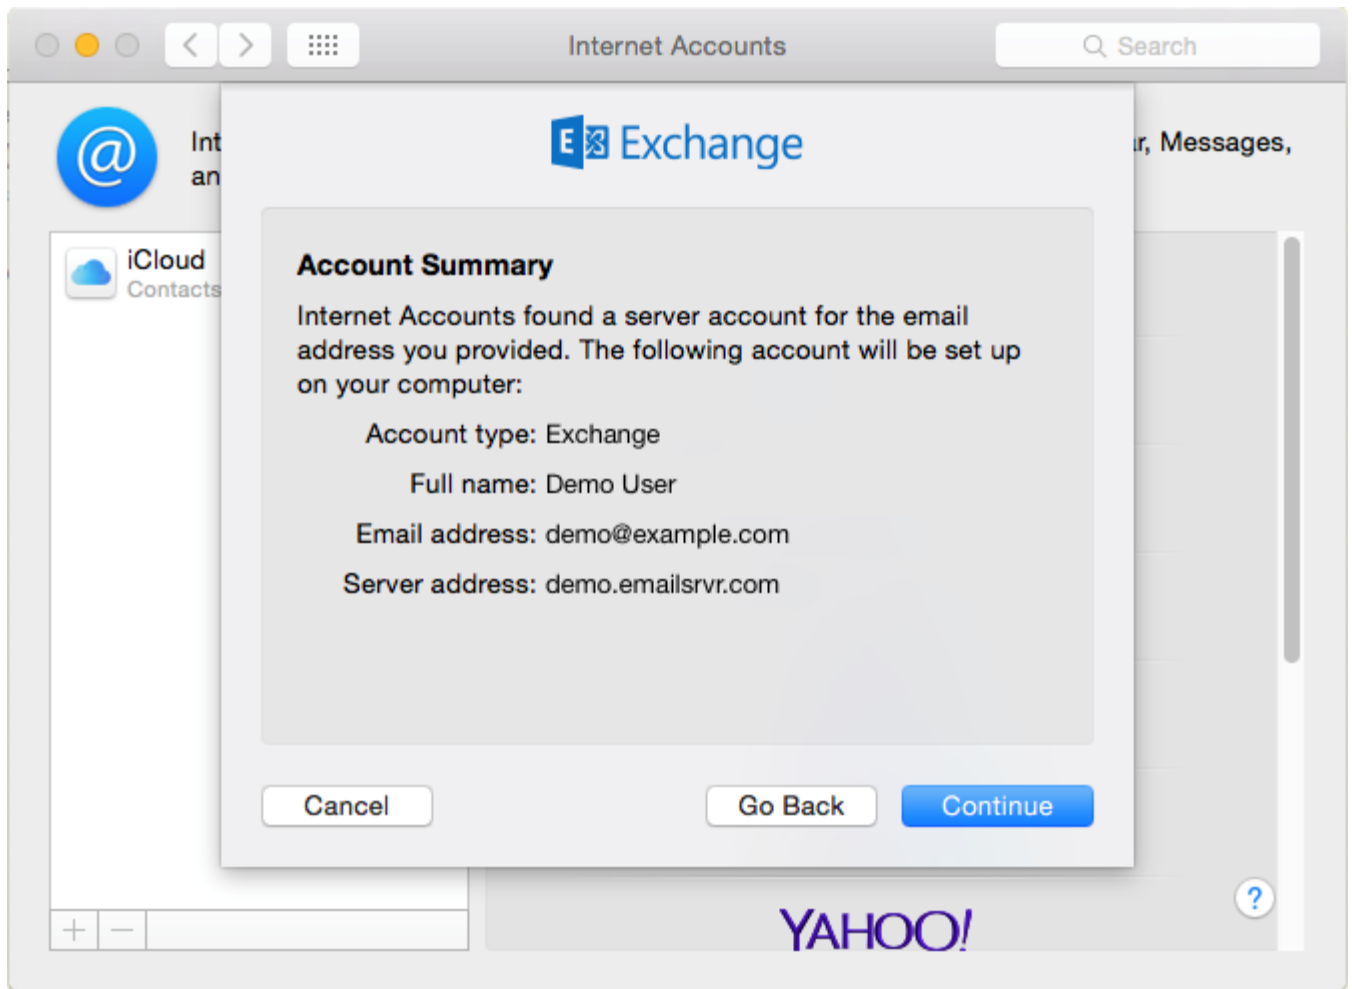 Internet Accounts
Search
Int
an
r, Messages,
iCloud
Contacts
E Exchange
Account Summary
Internet Accounts found a server account for the email
address you provided. The following account will be set up
on your computer:
Account type: Exchange
Full name: Demo User
Email address: demo@example.com
Server address: demo.emailsrvr.com
Cancel
Go Back
Continue
?
YAHOO!